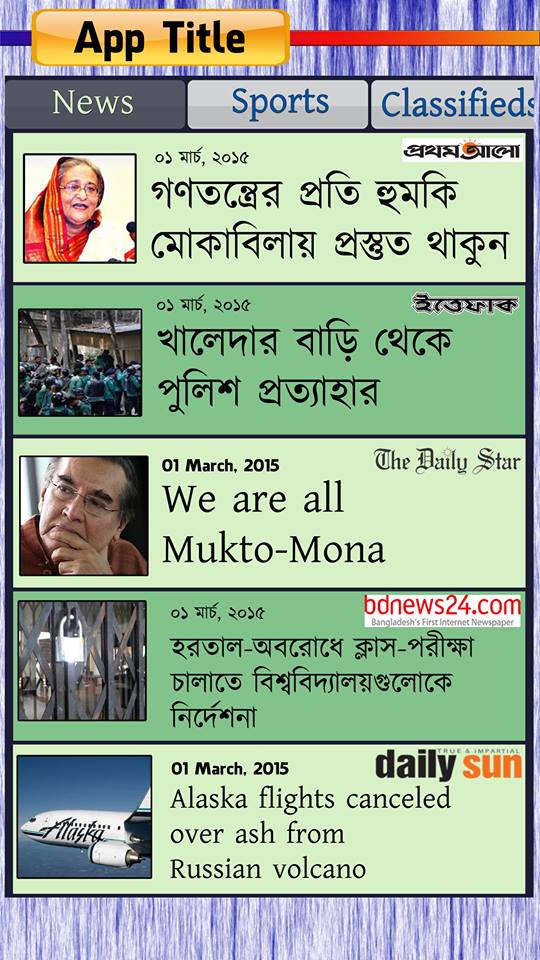 App Title
News
Sports
Classifieds
০১ মার্চ, ২০১৫
প্রথম আলো
গণতন্ত্রের প্রতি হুমকি
মোকাবিলায় প্রস্তুত থাকুন
০১ মার্চ, ২০১৫
ইত্তেফাক
খালেদার বাড়ি থেকে
পুলিশ প্রত্যাহার
01 March, 2015
The Daily Star
We are all
Mukto-Mona
০১ মার্চ, ২০১৫
bdnews24.com
Bangladesh's First Internet Newspaper
হরতাল-অবরোধে ক্লাস-পরীক্ষা
চালাতে বিশ্ববিদ্যালয়গুলোকে
নির্দেশনা
TRUE & IMPARTIAL
daily sun
01 March, 2015
Alaska flights canceled
over ash from
Russian volcano
Alaska